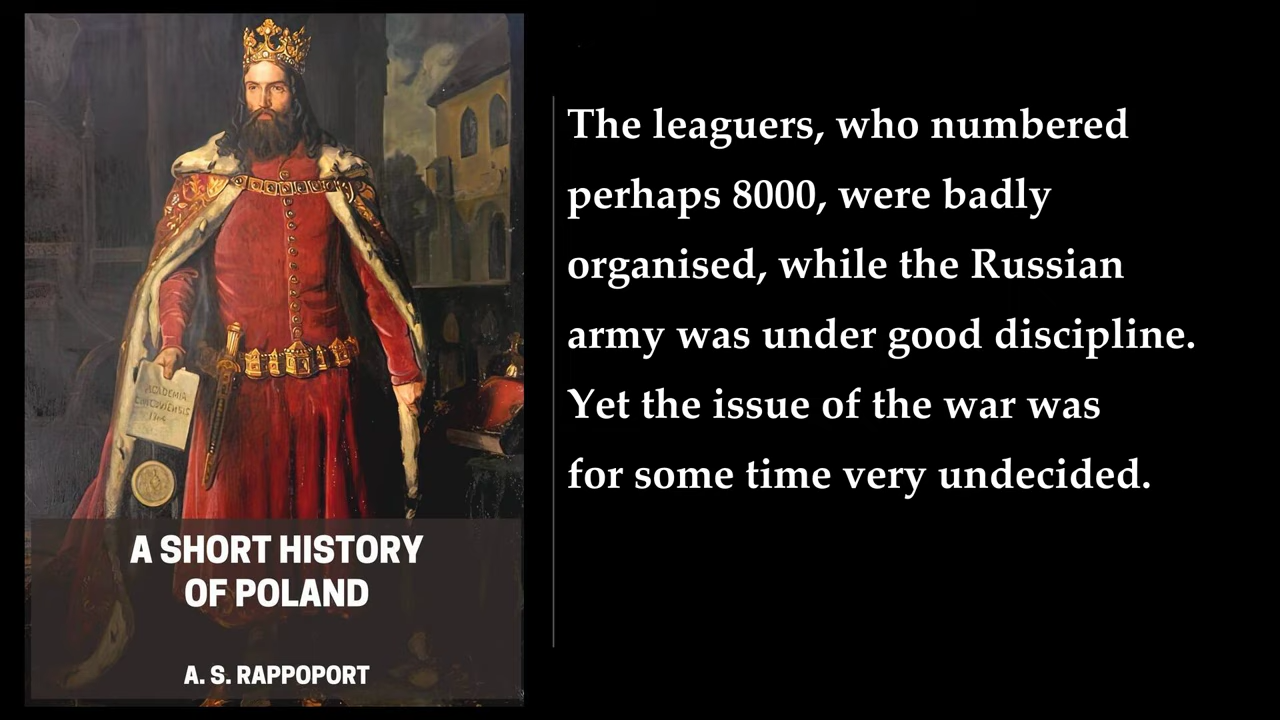 ACADEMIA
A SHORT HISTORY
OF POLAND
A. S. RAPPOPORT
The leaguers, who numbered
perhaps 8000, were badly
organised, while the Russian
army was under good discipline.
Yet the issue of the war was
for some time very undecided.